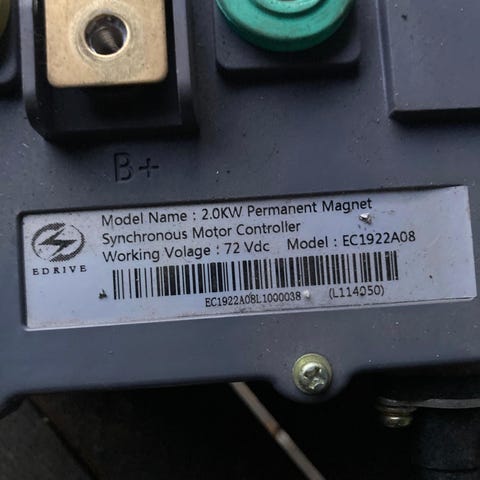 B+
Model Name : 2.0KW Permanent Magnet
Synchronous Motor Controller
Working Volage : 72 Vdc Model : EC1922A08
EDRIVE
EC1922A08L1000038 (L114050)